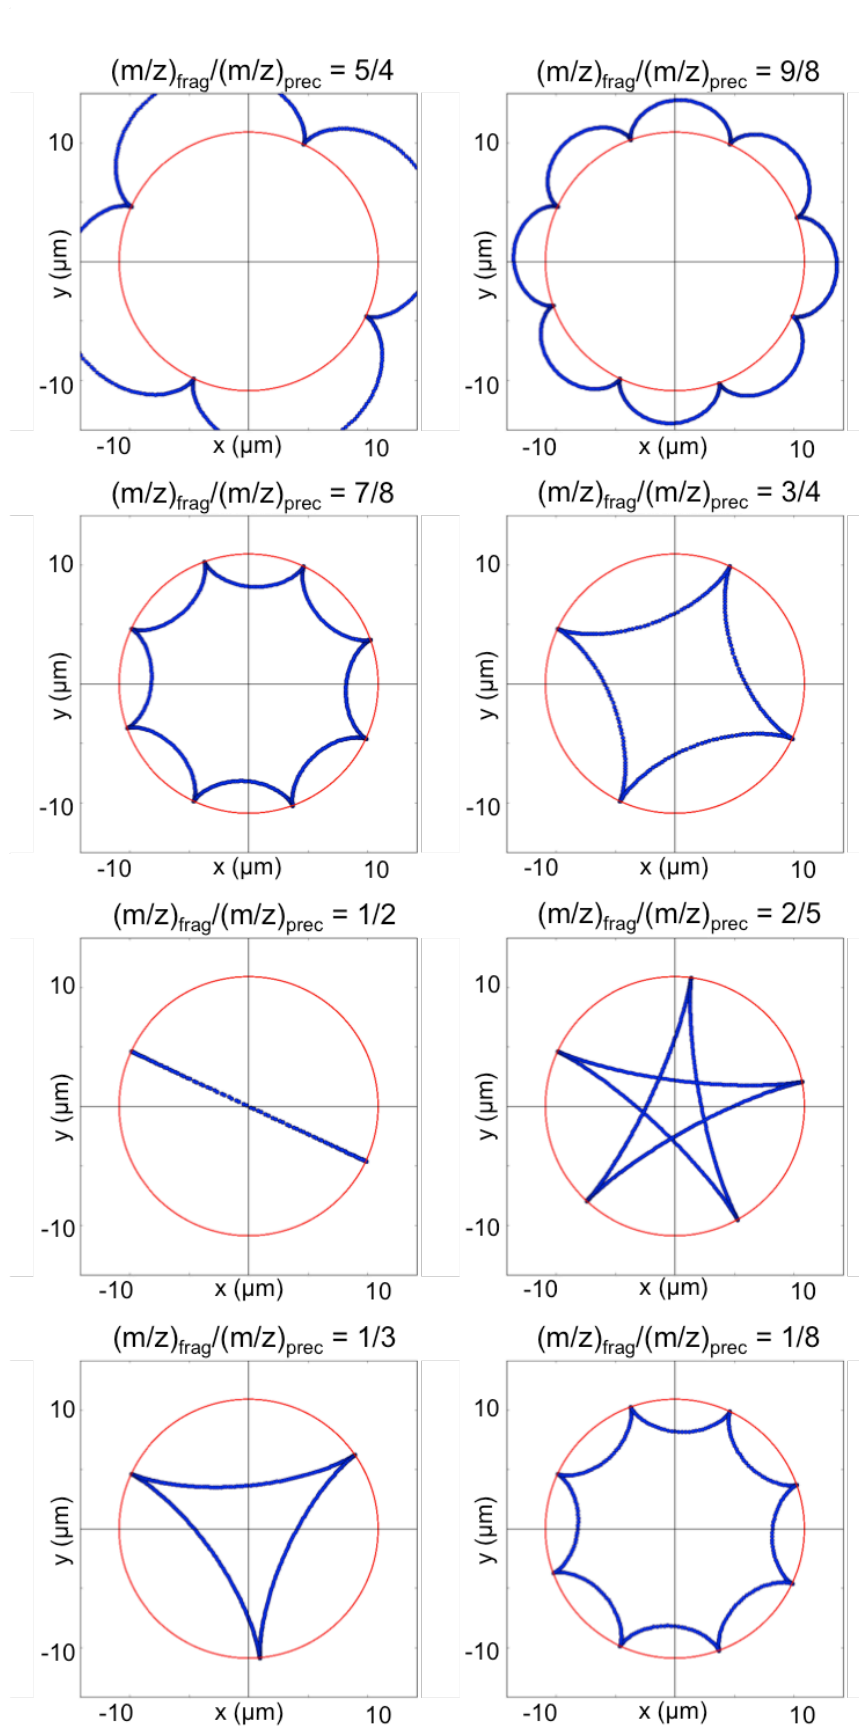 (m/z)frag/(m/z)prec = 5/4
10
y (μm)
-10
-10
x (μm)
10
(m/z)frag/(m/z)prec = 9/8
10
y (μm)
-10
-10
x (μm)
10
(m/z)frag/(m/z)prec = 7/8
10
y (μm)
-10
-10
x (μm)
10
(m/z)frag/(m/z)prec = 3/4
10
y (μm)
-10
-10
x (μm)
10
(m/z)frag/(m/z)prec = 1/2
10
y (μm)
-10
-10
x (μm)
10
(m/z)frag/(m/z)prec = 2/5
10
y (μm)
-10
-10
x (μm)
10
(m/z)frag/(m/z)prec = 1/3
10
y (μm)
-10
-10
x (μm)
10
(m/z)frag/(m/z)prec = 1/8
10
y (μm)
-10
-10
x (μm)
10